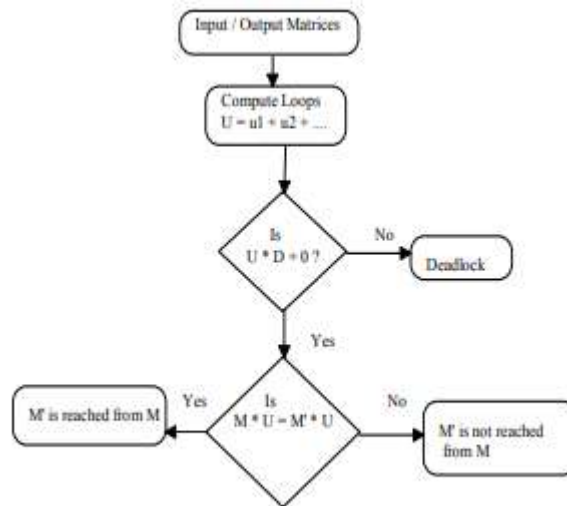 Input / Output Matrices
Compute Loops
U = u1 + u2 + ....
Is
U * D + 0 ?
No
Deadlock
Yes
Is
M * U = M' * U
Yes
M' is reached from M
No
M' is not reached
from M